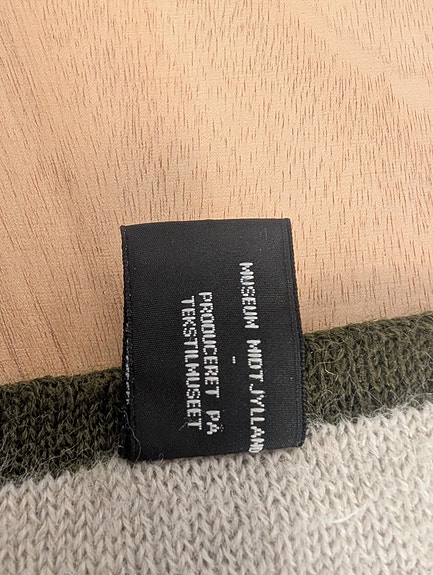 MUSEUM MIDTJYLLAND
-
PRODUCERET PÅ
TEKSTILMUSEET